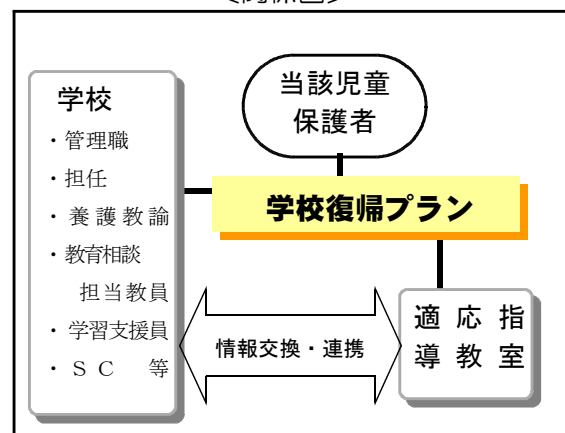 学校
・管理職
・担任
・養護教諭
・教育相談
担当教員
・学習支援員
・ＳＣ　等
当該児童
保護者
学校復帰プラン
情報交換・連携
適応指
導教室